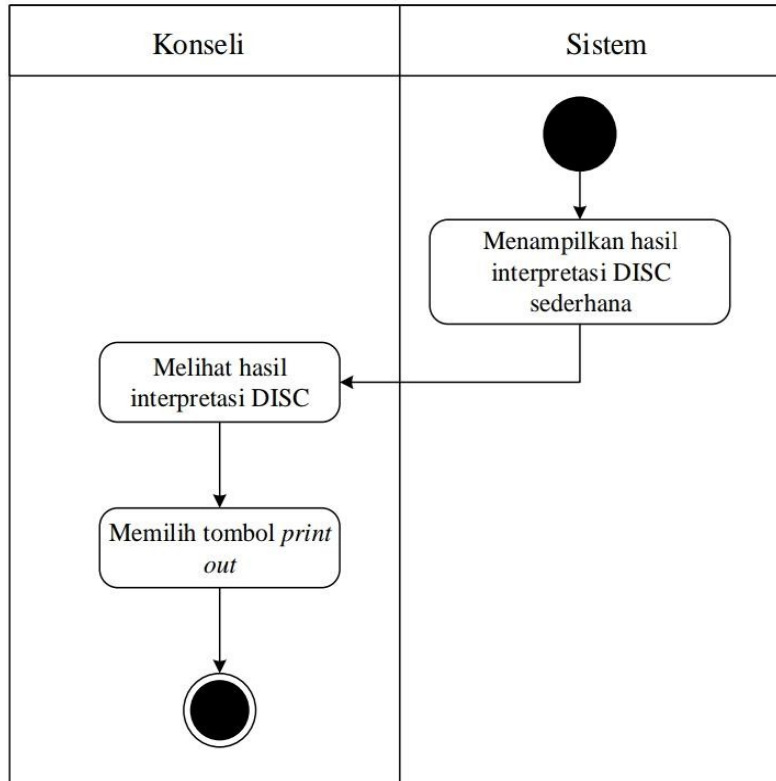 Konseli
Sistem
Menampilkan hasil
interpretasi DISC
sederhana
Melihat hasil
interpretasi DISC
Memilih tombol print
out